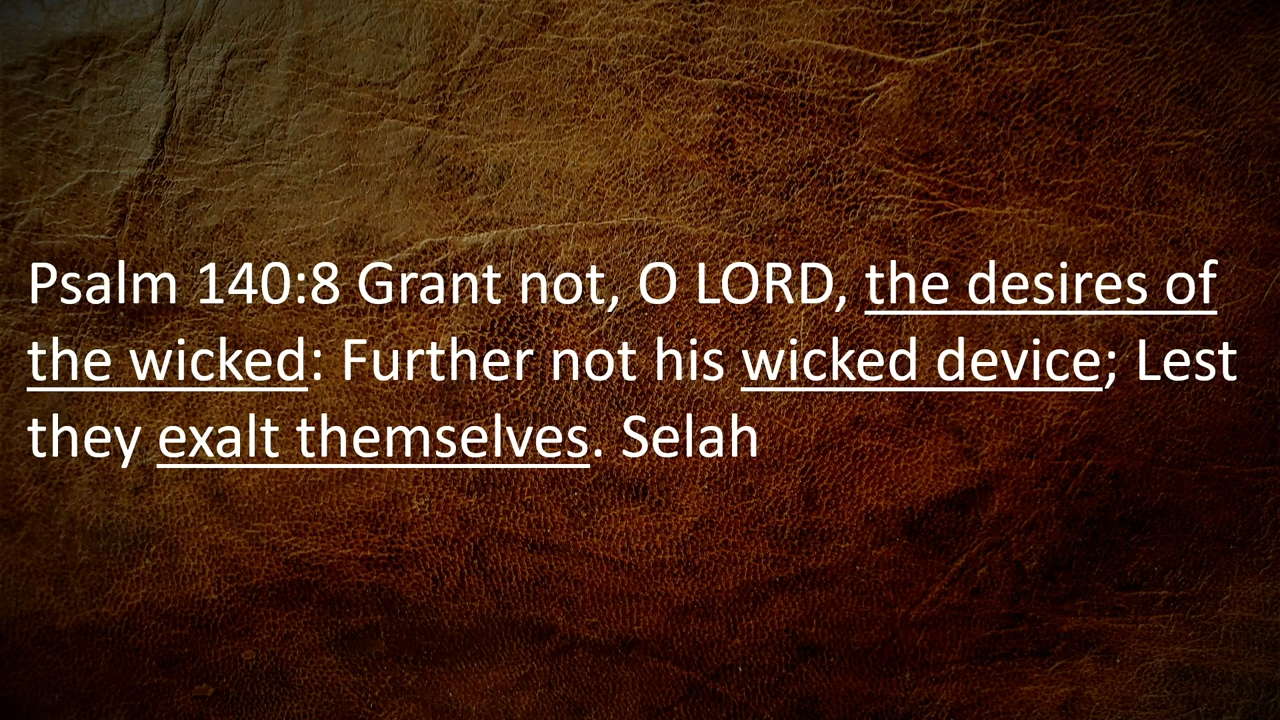 Psalm 140:8 Grant not, O LORD, the desires of
the wicked: Further not his wicked device; Lest
they exalt themselves. Selah